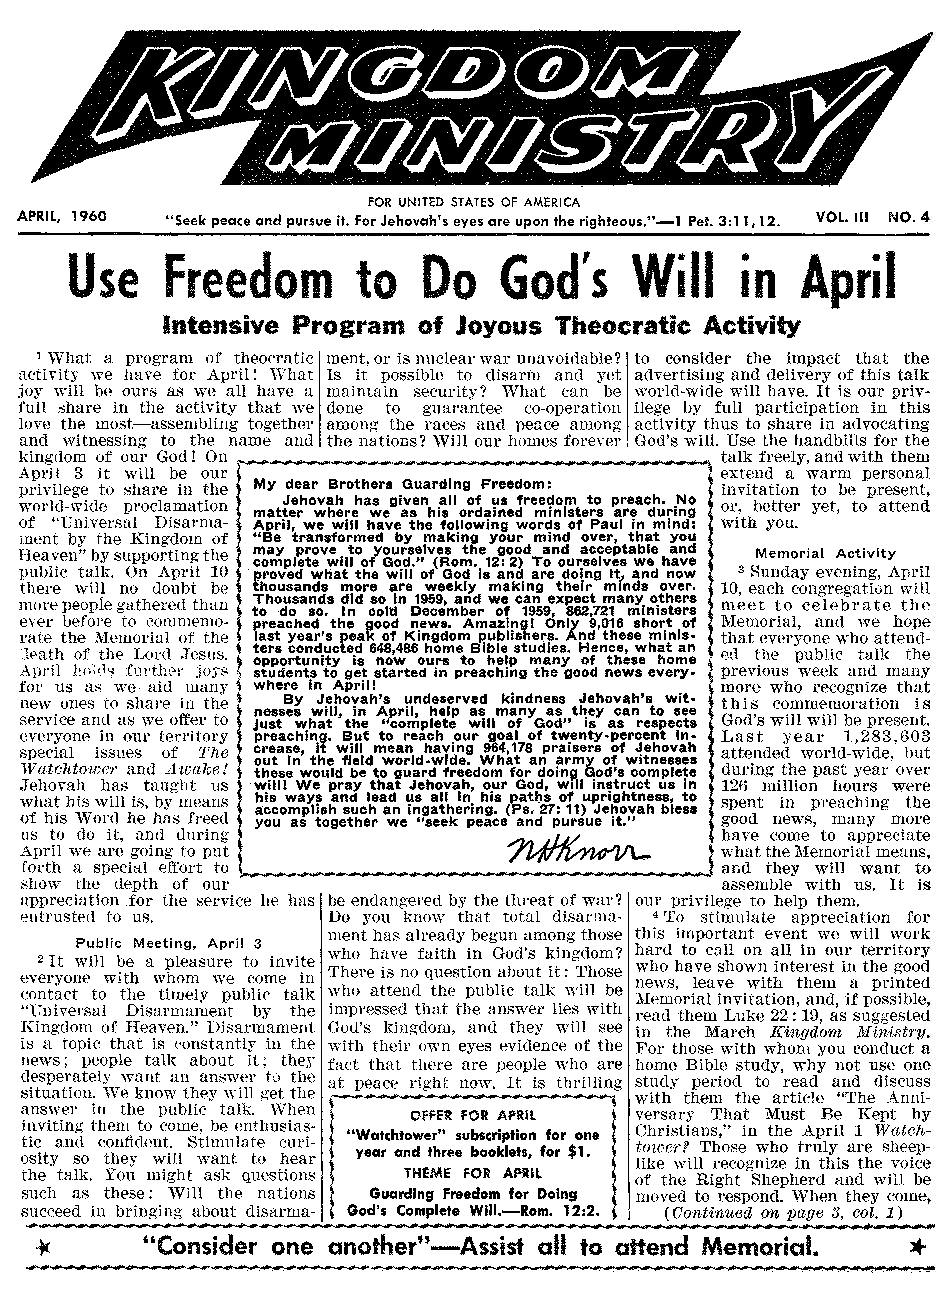 KINGDOM
MINISTRY
FOR UNITED STATES OF AMERICA
APRIL, 1960
"Seek peace and pursue it. For Jehovah's eyes are upon the righteous."—1 Pet. 3:11, 12.
VOL. III NO. 4
Use Freedom to Do God's Will in April
Intensive Program of Joyous Theocratic Activity
1 What a program of theocratic
activity we have for April! What
joy will be ours as we all have a
full share in the activity that we
love the most—assembling together
and witnessing to the name and
kingdom of our God! On
April 3 it will be our
privilege to share in the
world-wide proclamation
of "Universal Disarma-
ment by the Kingdom of
Heaven" by supporting the
public talk. On April 10
there will no doubt be
more people gathered than
ever before to commemo-
rate the Memorial of the
death of the Lord Jesus.
April holds further joys
for us as we aid many
new ones to share in the
service and as we offer to
everyone in our territory
special issues of The
Watchtower and Awake!
Jehovah has taught us
what his will is, by means
of his Word he has freed
us to do it, and during
April we are going to put
forth a special effort to
show the depth of our
appreciation for the service he has
entrusted to us.
Public Meeting, April 3
2 It will be a pleasure to invite
everyone with whom we come in
contact to the timely public talk
"Universal Disarmament by the
Kingdom of Heaven." Disarmament
is a topic that is constantly in the
news; people talk about it; they
desperately want an answer to the
situation. We know they will get the
answer in the public talk. When
inviting them to come, be enthusias-
tic and confident. Stimulate curi-
osity so they will want to hear
the talk. You might ask questions
such as these: Will the nations
succeed in bringing about disarma-
ment, or is nuclear war unavoidable?
Is it possible to disarm and yet
maintain security? What can be
done to guarantee co-operation
among the races and peace among
the nations? Will our homes forever
My dear Brothers Guarding Freedom:
Jehovah has given all of us freedom to preach. No
matter where we as his ordained ministers are during
April, we will have the following words of Paul in mind:
"Be transformed by making your mind over, that you
may prove to yourselves the good and acceptable and
complete will of God." (Rom. 12:2) To ourselves we have
proved what the will of God is and are doing it, and now
thousands more are weekly making their minds over.
Thousands did so in 1959, and we can expect many others
to do so. In cold December of 1959, 862,721 ministers
preached the good news. Amazing! Only 9,016 short of
last year's peak of Kingdom publishers. And these minis-
ters conducted 648,486 home Bible studies. Hence, what an
opportunity is now ours to help many of these home
students to get started in preaching the good news every-
where in April!
By Jehovah's undeserved kindness Jehovah's wit-
nesses will, in April, help as many as they can to see
just what the "complete will of God" is as respects
preaching. But to reach our goal of twenty-percent in-
crease, it will mean having 964,178 praisers of Jehovah
out in the field world-wide. What an army of witnesses
these would be to guard freedom for doing God's complete
will! We pray that Jehovah, our God, will instruct us in
his ways and lead us all in his paths of uprightness, to
accomplish such an ingathering. (Ps. 27:11) Jehovah bless
you as together we "seek peace and pursue it."
NHKnorr
be endangered by the threat of war?
Do you know that total disarma-
ment has already begun among those
who have faith in God's kingdom?
There is no question about it: Those
who attend the public talk will be
impressed that the answer lies with
God's kingdom, and they will see
with their own eyes evidence of the
fact that there are people who are
at peace right now. It is thrilling
OFFER FOR APRIL
"Watchtower" subscription for one
year and three booklets, for $1.
THEME FOR APRIL
Guarding Freedom for Doing
God's Complete Will.—Rom. 12:2.
to consider the impact that the
advertising and delivery of this talk
world-wide will have. It is our priv-
ilege by full participation in this
activity thus to share in advocating
God's will. Use the handbills for the
talk freely, and with them
extend a warm personal
invitation to be present,
or, better yet, to attend
with you.
Memorial Activity
3 Sunday evening, April
10, each congregation will
meet to celebrate the
Memorial, and we hope
that everyone who attend-
ed the public talk the
previous week and many
more who recognize that
this commemoration is
God's will will be present.
Last year 1,283,603
attended world-wide, but
during the past year over
126 million hours were
spent in preaching the
good news, many more
have come to appreciate
what the Memorial means,
and they will want to
assemble with us. It is
our privilege to help them.
4 To stimulate appreciation for
this important event we will work
hard to call on all in our territory
who have shown interest in the good
news, leave with them a printed
Memorial invitation, and, if possible,
read them Luke 22:19, as suggested
in the March Kingdom Ministry.
For those with whom you conduct a
home Bible study, why not use one
study period to read and discuss
with them the article "The Anni-
versary That Must Be Kept by
Christians," in the April 1 Watch-
tower? Those who truly are sheep-
like will recognize in this the voice
of the Right Shepherd and will be
moved to respond. When they come,
(Continued on page 3, col. 1)
★ "Consider one another"—Assist all to attend Memorial. ★